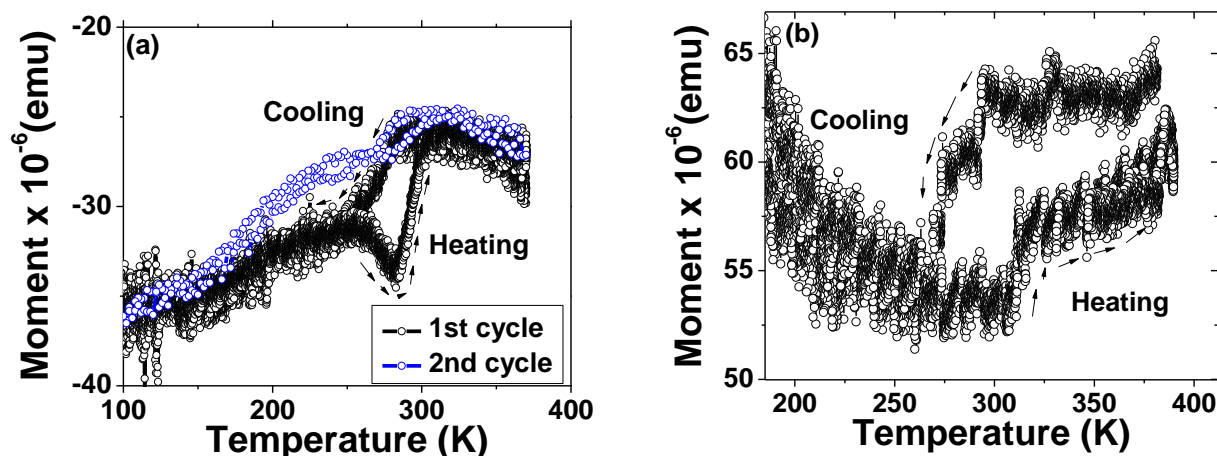 (a)
-20
-30
-40
Moment x 10⁻⁶(emu)
Cooling
Heating
1st cycle
2nd cycle
100 200 300 400
Temperature (K)
(b)
65
60
55
50
Moment x 10⁻⁶(emu)
Cooling
Heating
200 250 300 350 400
Temperature (K)